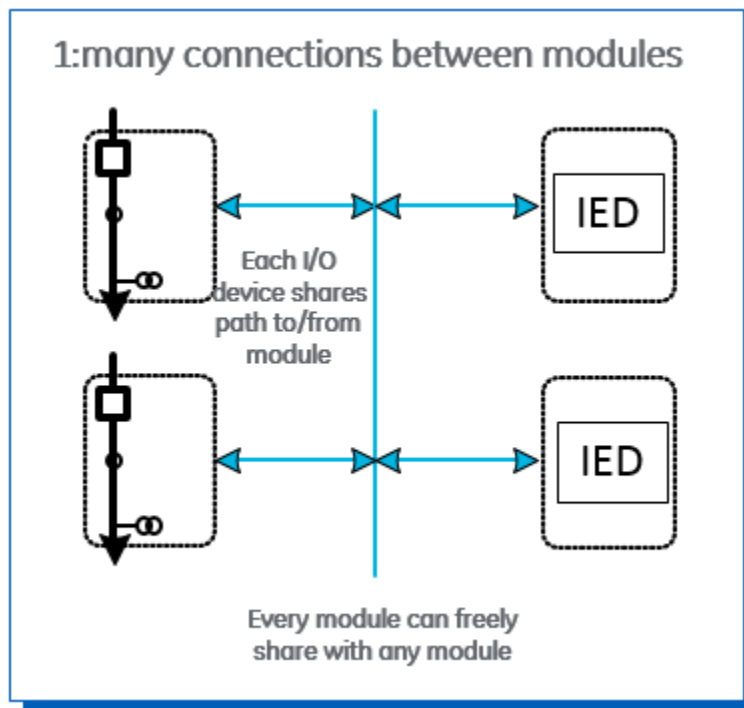 1:many connections between modules
IED
Each I/O
device shares
path to/from
module
IED
Every module can freely
share with any module